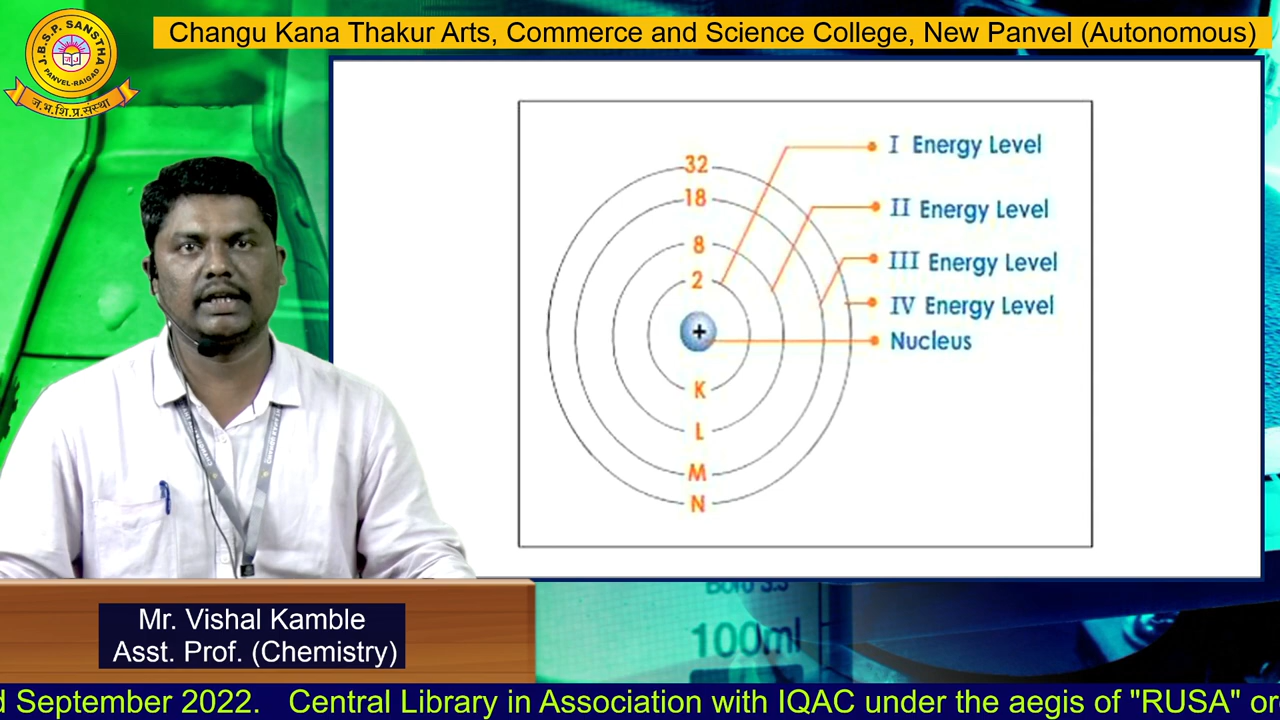 J.B.S.P. SANSTHA
PANVEL-RAIGAD
ज.भ.शि.प्र.संस्था
Changu Kana Thakur Arts, Commerce and Science College, New Panvel (Autonomous)
32
18
8
2
+
K
L
M
N
I Energy Level
II Energy Level
III Energy Level
IV Energy Level
Nucleus
Mr. Vishal Kamble
Asst. Prof. (Chemistry)
100ml
September 2022. Central Library in Association with IQAC under the aegis of "RUSA"